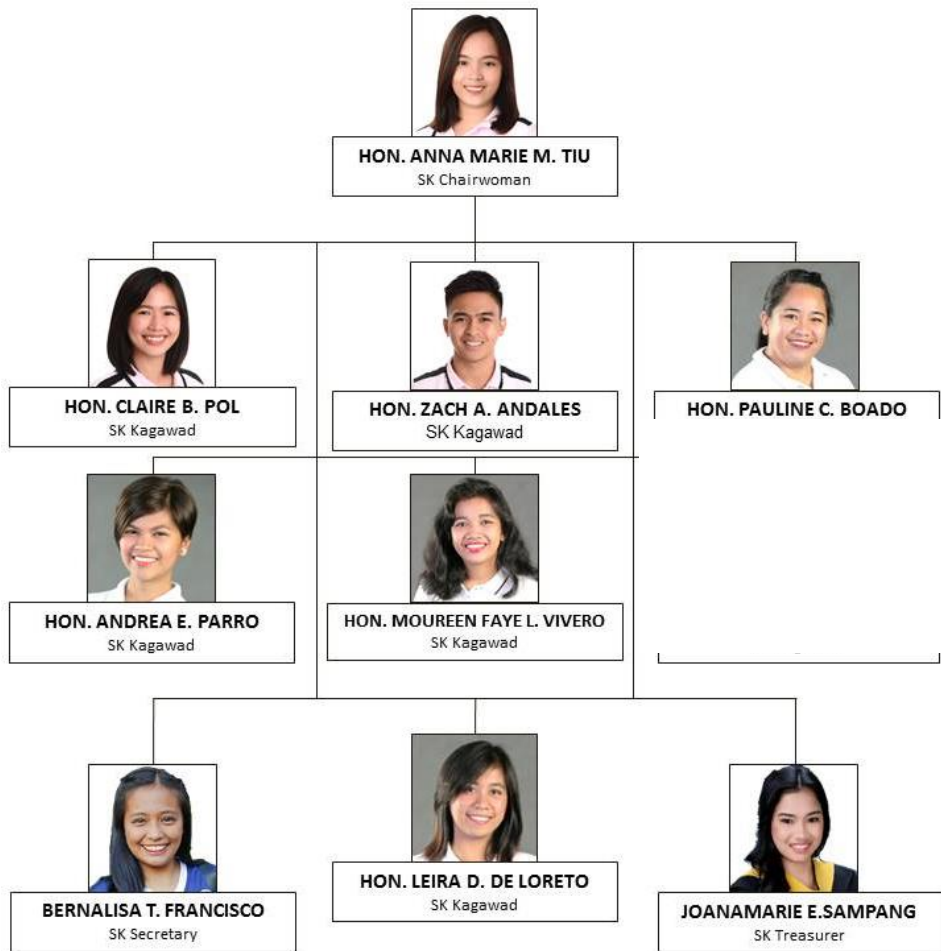 HON. ANNA MARIE M. TIU
SK Chairwoman
HON. CLAIRE B. POL
SK Kagawad
HON. ZACH A. ANDALES
SK Kagawad
HON. PAULINE C. BOADO
HON. ANDREA E. PARRO
SK Kagawad
HON. MOUREEN FAYE L. VIVERO
SK Kagawad
BERNALISA T. FRANCISCO
SK Secretary
HON. LEIRA D. DE LORETO
SK Kagawad
JOANAMARIE E.SAMPANG
SK Treasurer